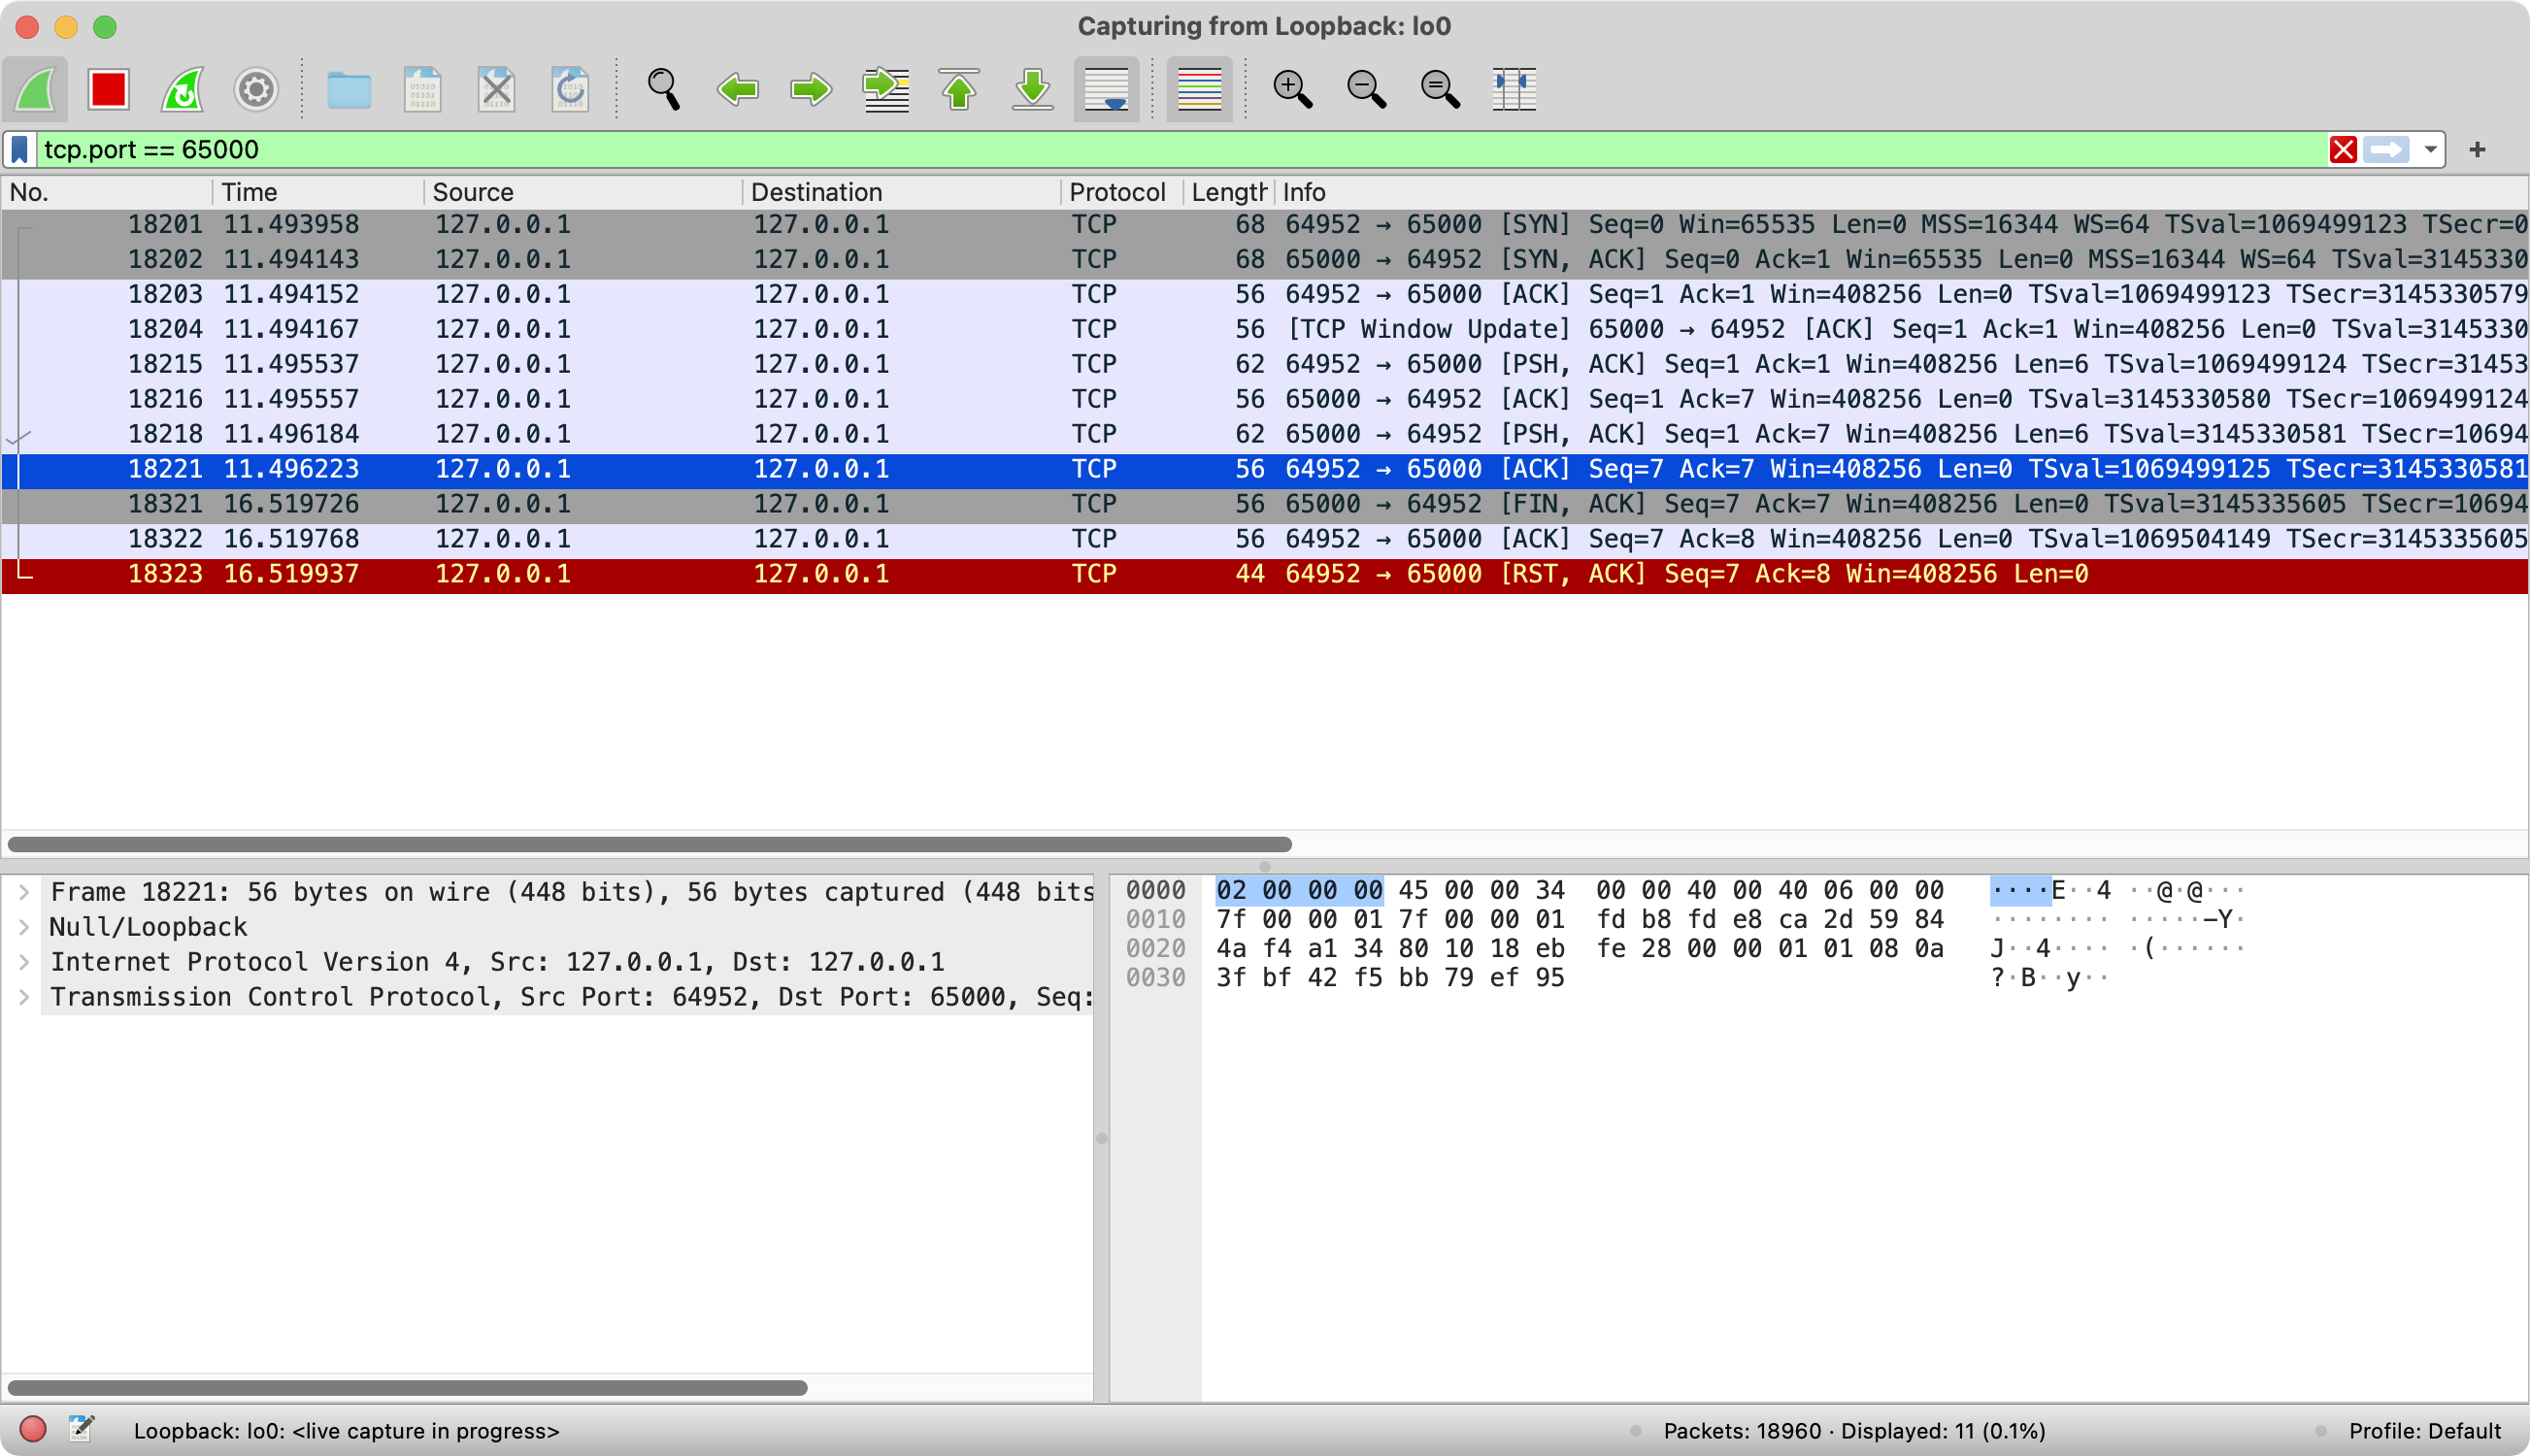 Capturing from Loopback: lo0
tcp.port == 65000
+
No. Time Source Destination Protocol Length Info
18201 11.493958 127.0.0.1 127.0.0.1 TCP 68 64952 → 65000 [SYN] Seq=0 Win=65535 Len=0 MSS=16344 WS=64 TSval=1069499123 TSecr=0
18202 11.494143 127.0.0.1 127.0.0.1 TCP 68 65000 → 64952 [SYN, ACK] Seq=0 Ack=1 Win=65535 Len=0 MSS=16344 WS=64 TSval=3145330
18203 11.494152 127.0.0.1 127.0.0.1 TCP 56 64952 → 65000 [ACK] Seq=1 Ack=1 Win=408256 Len=0 TSval=1069499123 TSecr=3145330579
18204 11.494167 127.0.0.1 127.0.0.1 TCP 56 [TCP Window Update] 65000 → 64952 [ACK] Seq=1 Ack=1 Win=408256 Len=0 TSval=3145330
18215 11.495537 127.0.0.1 127.0.0.1 TCP 62 64952 → 65000 [PSH, ACK] Seq=1 Ack=1 Win=408256 Len=6 TSval=1069499124 TSecr=31453
18216 11.495557 127.0.0.1 127.0.0.1 TCP 56 65000 → 64952 [ACK] Seq=1 Ack=7 Win=408256 Len=0 TSval=3145330580 TSecr=1069499124
18218 11.496184 127.0.0.1 127.0.0.1 TCP 62 65000 → 64952 [PSH, ACK] Seq=1 Ack=7 Win=408256 Len=6 TSval=3145330581 TSecr=10694
18221 11.496223 127.0.0.1 127.0.0.1 TCP 56 64952 → 65000 [ACK] Seq=7 Ack=7 Win=408256 Len=0 TSval=1069499125 TSecr=3145330581
18321 16.519726 127.0.0.1 127.0.0.1 TCP 56 65000 → 64952 [FIN, ACK] Seq=7 Ack=7 Win=408256 Len=0 TSval=3145335605 TSecr=10694
18322 16.519768 127.0.0.1 127.0.0.1 TCP 56 64952 → 65000 [ACK] Seq=7 Ack=8 Win=408256 Len=0 TSval=1069504149 TSecr=3145335605
18323 16.519937 127.0.0.1 127.0.0.1 TCP 44 64952 → 65000 [RST, ACK] Seq=7 Ack=8 Win=408256 Len=0
Frame 18221: 56 bytes on wire (448 bits), 56 bytes captured (448 bits
Null/Loopback
Internet Protocol Version 4, Src: 127.0.0.1, Dst: 127.0.0.1
Transmission Control Protocol, Src Port: 64952, Dst Port: 65000, Seq:
0000 02 00 00 00 45 00 00 34 00 00 40 00 40 06 00 00 ····E··4 ··@·@···
0010 7f 00 00 01 7f 00 00 01 fd b8 fd e8 ca 2d 59 84 ········ ·····-Y·
0020 4a f4 a1 34 80 10 18 eb fe 28 00 00 01 01 08 0a J··4···· ·(······
0030 3f bf 42 f5 bb 79 ef 95 ?·B··y··
Loopback: lo0: <live capture in progress>
Packets: 18960 · Displayed: 11 (0.1%)
Profile: Default